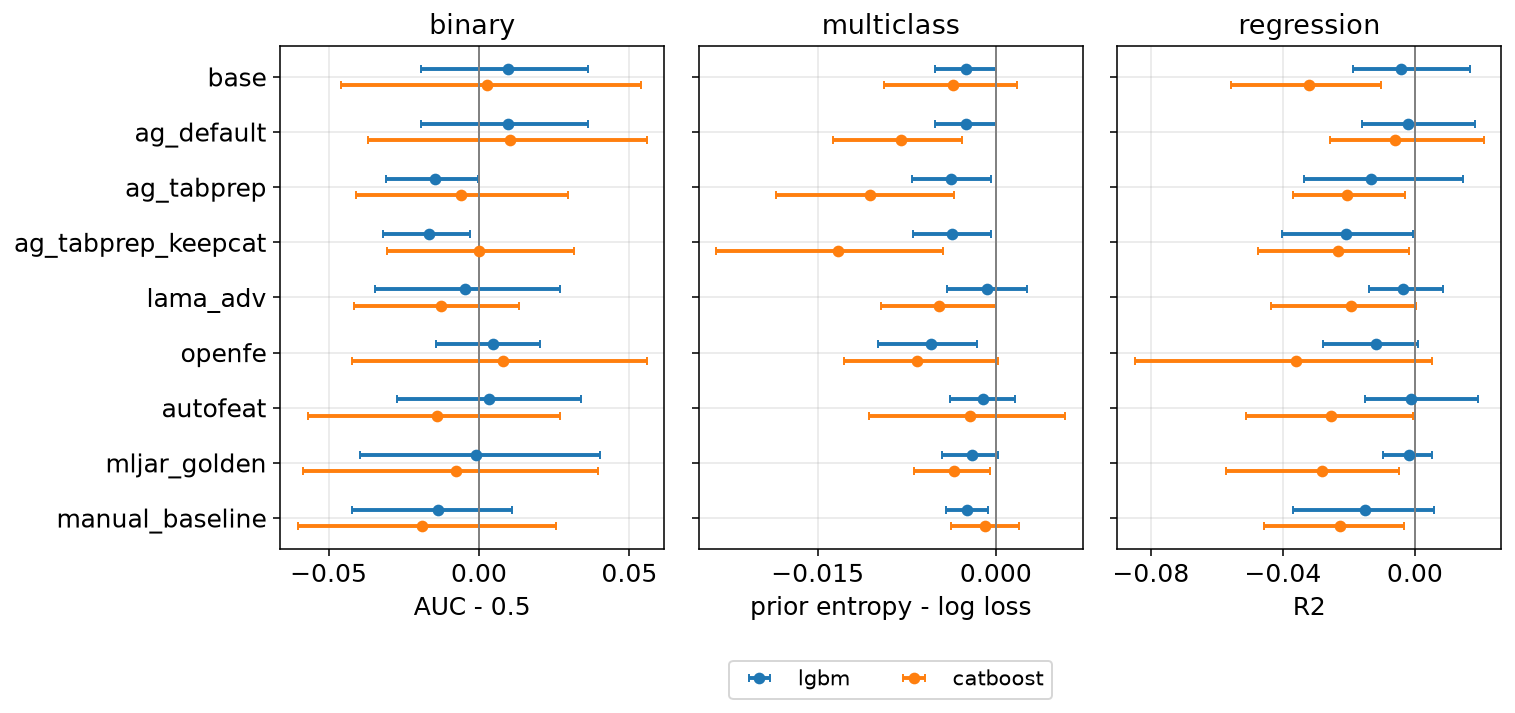 binary multiclass regression
base
ag_default
ag_tabprep
ag_tabprep_keepcat
lama_adv
openfe
autofeat
mljar_golden
manual_baseline
−0.05 0.00 0.05 −0.015 0.000 −0.08 −0.04 0.00
AUC - 0.5 prior entropy - log loss R2
lgbm catboost